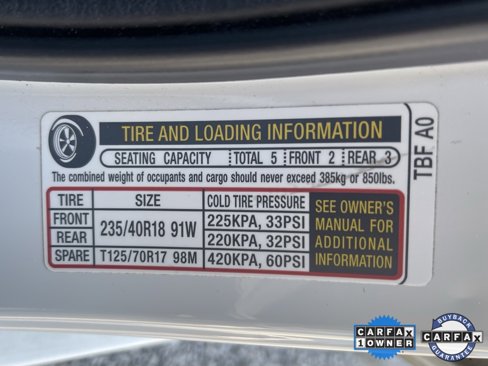 TIRE AND LOADING INFORMATION
SEATING CAPACITY TOTAL 5 FRONT 2 REAR 3
The combined weight of occupants and cargo should never exceed 385kg or 850lbs.
TIRE SIZE COLD TIRE PRESSURE
FRONT 235/40R18 91W 225KPA, 33PSI
REAR 220KPA, 32PSI
SPARE T125/70R17 98M 420KPA, 60PSI
SEE OWNER'S
MANUAL FOR
ADDITIONAL
INFORMATION
TBF A0
CARFAX
1 OWNER
BUYBACK
CARFAX
GUARANTEE